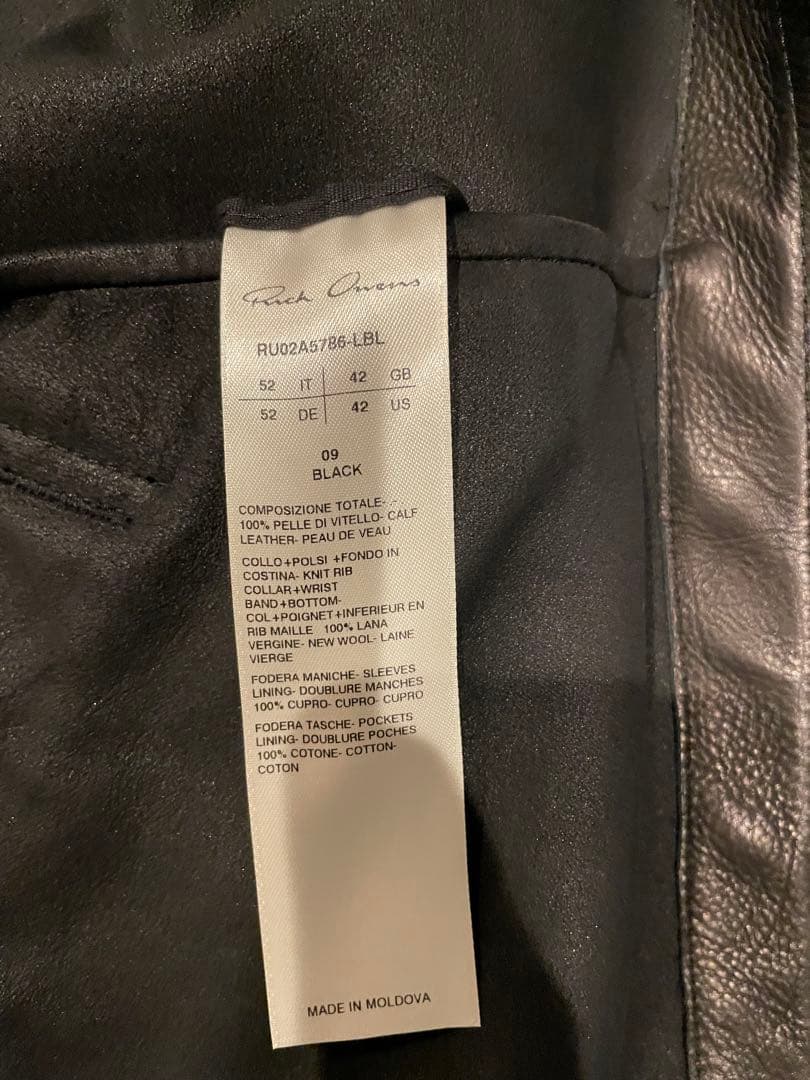 Rick Owens
RU02A5786-LBL
52 IT 42 GB
52 DE 42 US
09
BLACK
COMPOSIZIONE TOTALE- -
100% PELLE DI VITELLO- CALF
LEATHER- PEAU DE VEAU
COLLO+POLSI +FONDO IN
COSTINA- KNIT RIB
COLLAR+WRIST
BAND+BOTTOM-
COL+POIGNET+INFERIEUR EN
RIB MAILLE 100% LANA
VERGINE- NEW WOOL- LAINE
VIERGE
FODERA MANICHE- SLEEVES
LINING- DOUBLURE MANCHES
100% CUPRO- CUPRO- CUPRO
FODERA TASCHE- POCKETS
LINING- DOUBLURE POCHES
100% COTONE- COTTON-
COTON
MADE IN MOLDOVA